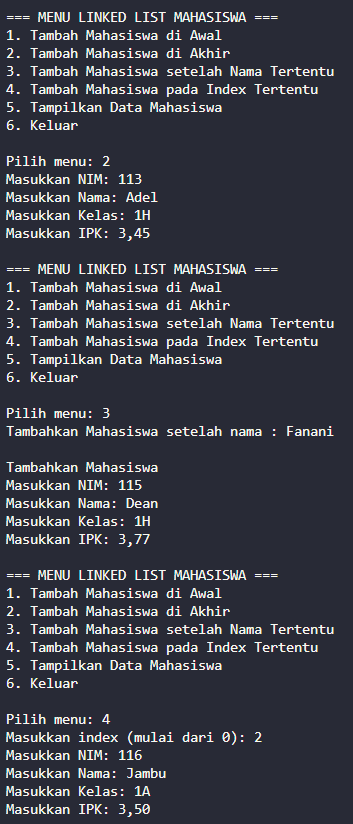 === MENU LINKED LIST MAHASISWA ===
1. Tambah Mahasiswa di Awal
2. Tambah Mahasiswa di Akhir
3. Tambah Mahasiswa setelah Nama Tertentu
4. Tambah Mahasiswa pada Index Tertentu
5. Tampilkan Data Mahasiswa
6. Keluar

Pilih menu: 2
Masukkan NIM: 113
Masukkan Nama: Adel
Masukkan Kelas: 1H
Masukkan IPK: 3,45

=== MENU LINKED LIST MAHASISWA ===
1. Tambah Mahasiswa di Awal
2. Tambah Mahasiswa di Akhir
3. Tambah Mahasiswa setelah Nama Tertentu
4. Tambah Mahasiswa pada Index Tertentu
5. Tampilkan Data Mahasiswa
6. Keluar

Pilih menu: 3
Tambahkan Mahasiswa setelah nama : Fanani

Tambahkan Mahasiswa
Masukkan NIM: 115
Masukkan Nama: Dean
Masukkan Kelas: 1H
Masukkan IPK: 3,77

=== MENU LINKED LIST MAHASISWA ===
1. Tambah Mahasiswa di Awal
2. Tambah Mahasiswa di Akhir
3. Tambah Mahasiswa setelah Nama Tertentu
4. Tambah Mahasiswa pada Index Tertentu
5. Tampilkan Data Mahasiswa
6. Keluar

Pilih menu: 4
Masukkan index (mulai dari 0): 2
Masukkan NIM: 116
Masukkan Nama: Jambu
Masukkan Kelas: 1A
Masukkan IPK: 3,50